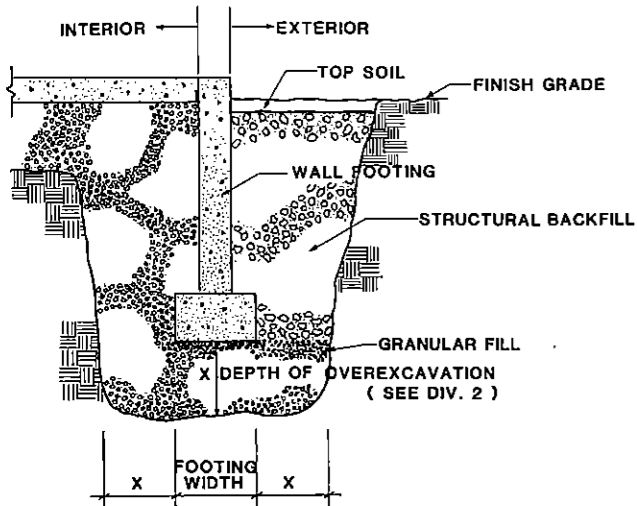 INTERIOR
EXTERIOR
TOP SOIL
FINISH GRADE
WALL FOOTING
STRUCTURAL BACKFILL
GRANULAR FILL
X DEPTH OF OVEREXCAVATION
( SEE DIV. 2 )
X
FOOTING
WIDTH
X